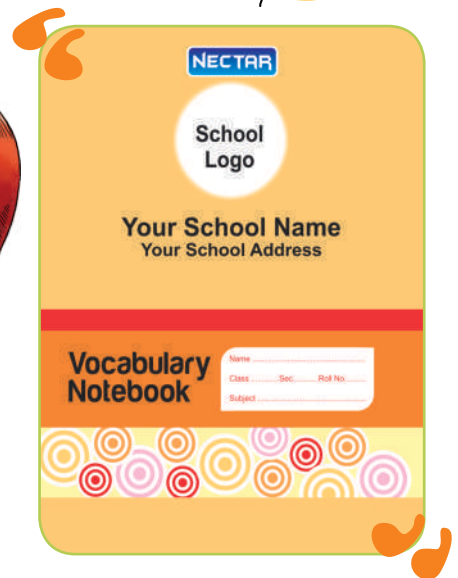 NECTAR
School
Logo
Your School Name
Your School Address
Vocabulary
Notebook
Name
Class Sec Roll No
Subject